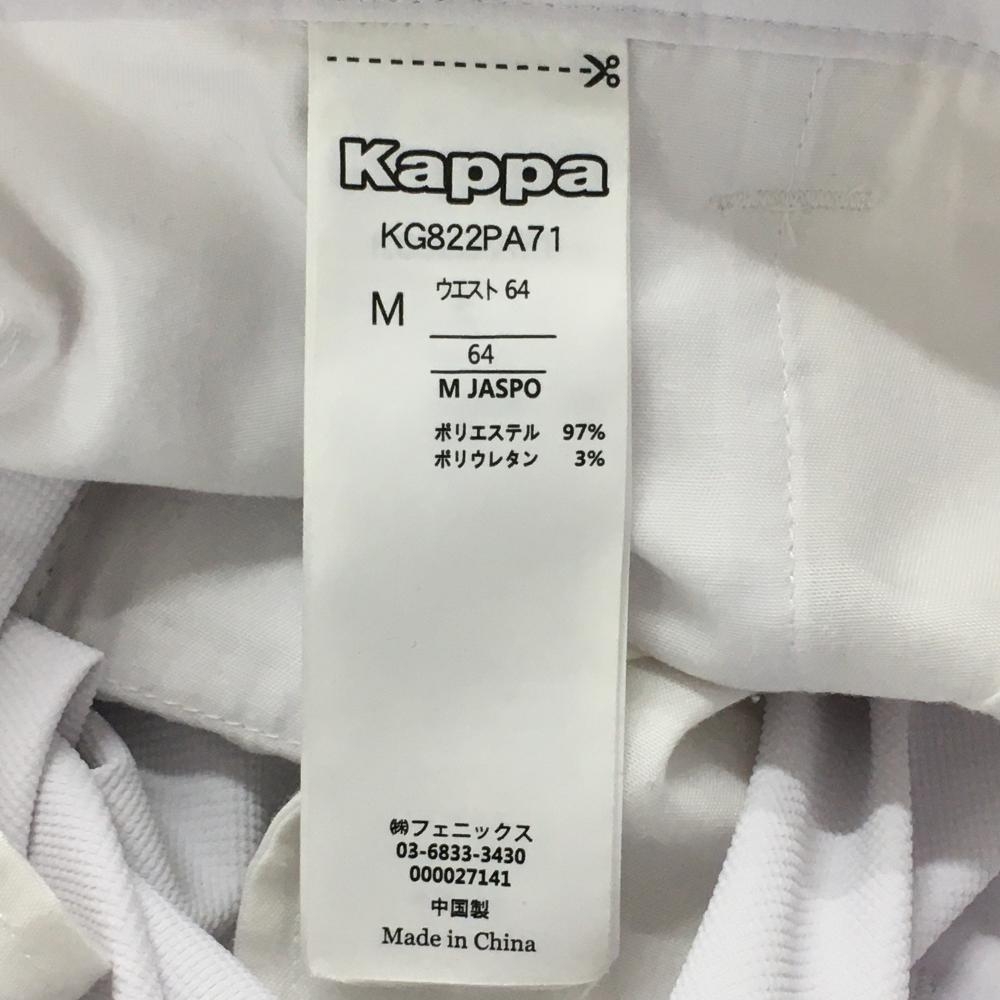 Kappa
KG822PA71
M
ウエスト 64
64
M JASPO
ポリエステル 97%
ポリウレタン 3%
㈱フェニックス
03-6833-3430
000027141
中国製
Made in China